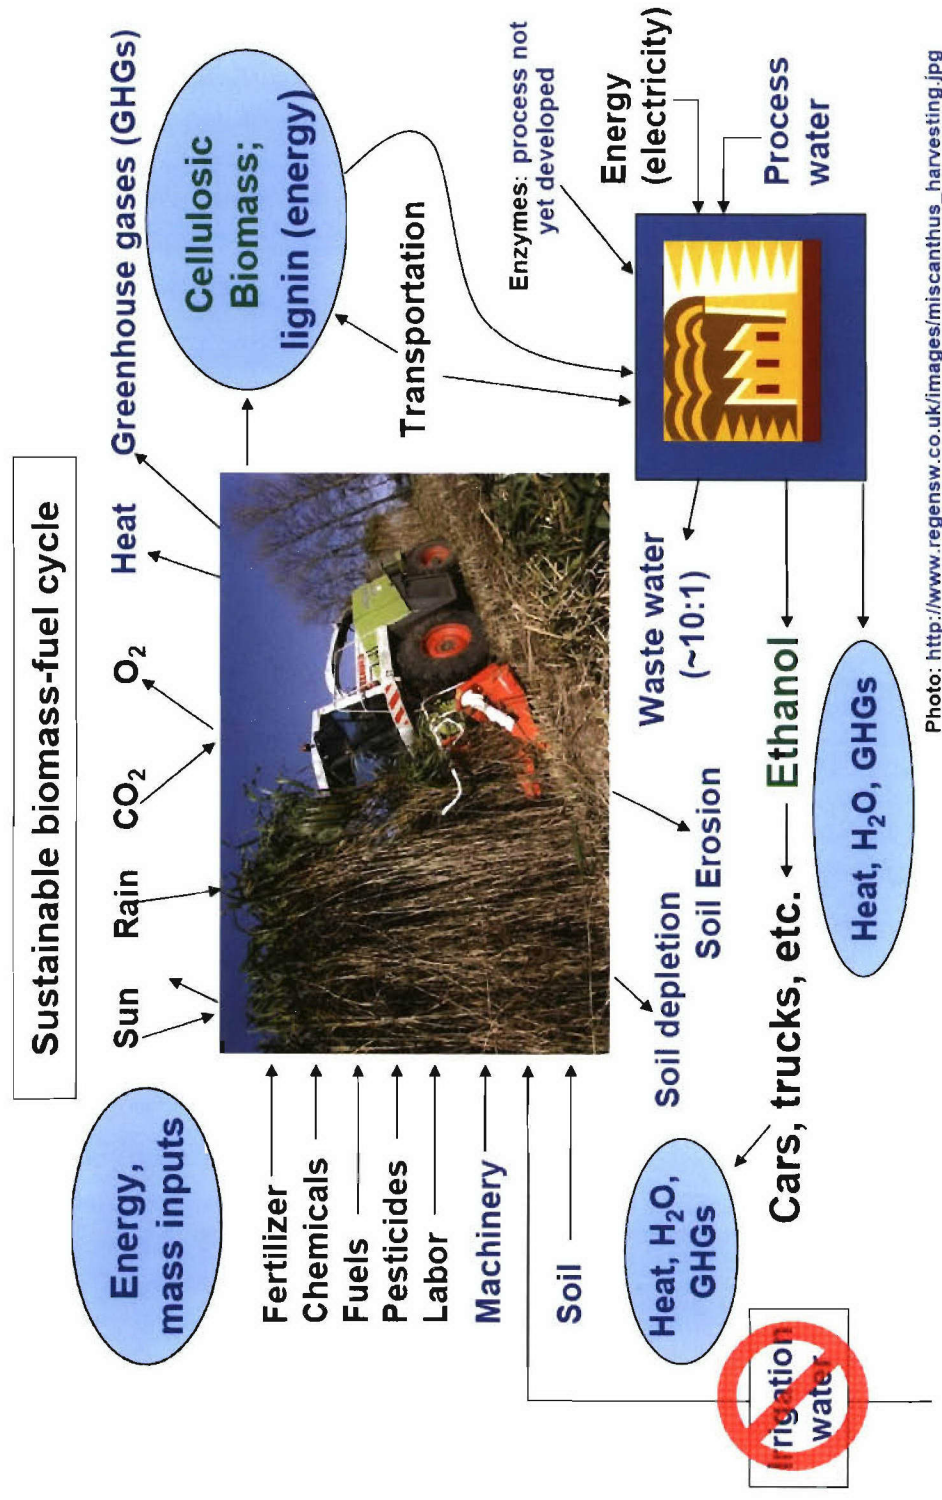 Sustainable biomass-fuel cycle
Energy,
mass inputs
Sun
Rain
CO2
O2
Heat
Greenhouse gases (GHGs)
Fertilizer
Chemicals
Fuels
Pesticides
Labor
Machinery
Soil
Cellulosic
Biomass;
lignin (energy)
Transportation
Enzymes: process not
yet developed
Energy
(electricity)
Process
water
Soil depletion
Soil Erosion
Waste water
(~10:1)
Heat, H2O,
GHGs
Cars, trucks, etc.
Ethanol
Heat, H2O, GHGs
Irrigation
water
Photo: http://www.regensw.co.uk/images/miscanthus_harvesting.jpg